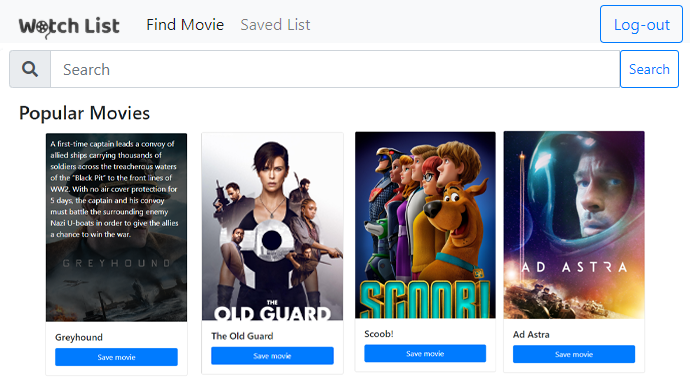 Watch List
Find Movie
Saved List
Log-out
Search
Search
Popular Movies
A first-time captain leads a convoy of
allied ships carrying thousands of
soldiers across the treacherous waters
of the "Black Pit" to the front lines of
WW2. With no air cover protection for
5 days, the captain and his convoy
must battle the surrounding enemy
Nazi U-boats in order to give the allies
a chance to win the war.
GREYHOUND
THE
OLD GUARD
SCOOB!
AD ASTRA
Greyhound
The Old Guard
Scoob!
Ad Astra
Save movie
Save movie
Save movie
Save movie